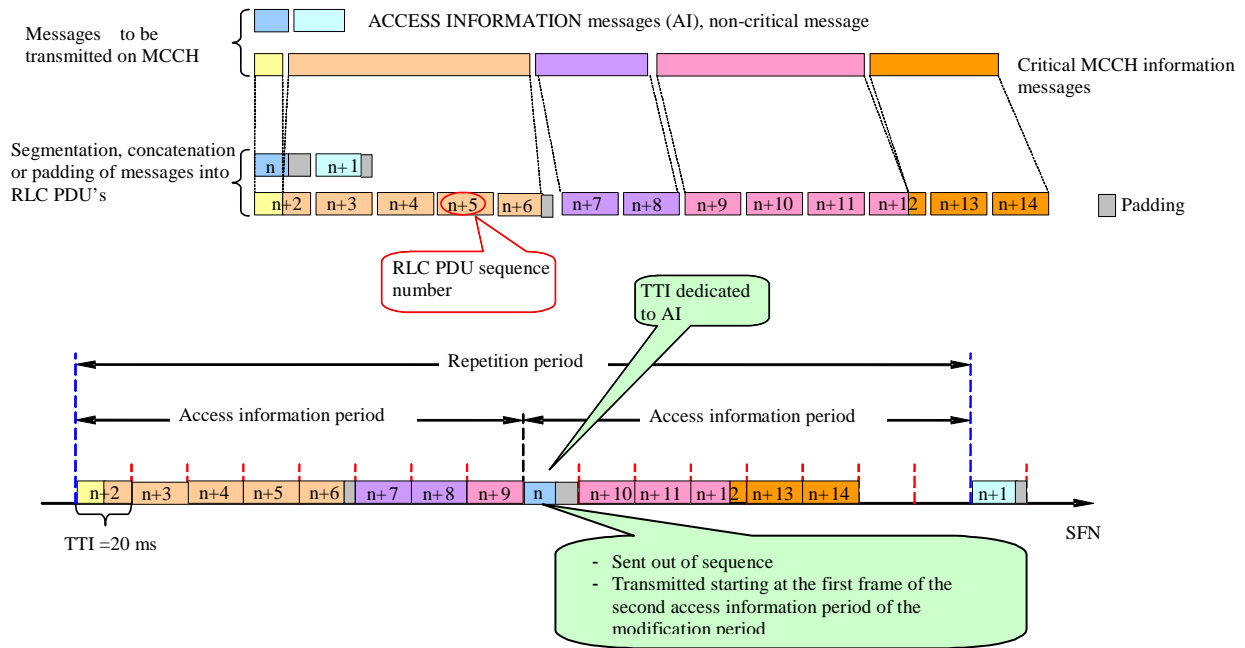 Messages to be
transmitted on MCCH
ACCESS INFORMATION messages (AI), non-critical message
Critical MCCH information
messages
Segmentation, concatenation
or padding of messages into
RLC PDU's
n
n+1
n+2
n+3
n+4
n+5
n+6
n+7
n+8
n+9
n+10
n+11
n+12
n+13
n+14
Padding
RLC PDU sequence
number
TTI dedicated
to AI
Repetition period
Access information period
Access information period
n+2
n+3
n+4
n+5
n+6
n+7
n+8
n+9
n
n+10
n+11
n+12
n+13
n+14
n+1
TTI =20 ms
SFN
- Sent out of sequence
- Transmitted starting at the first frame of the
second access information period of the
modification period